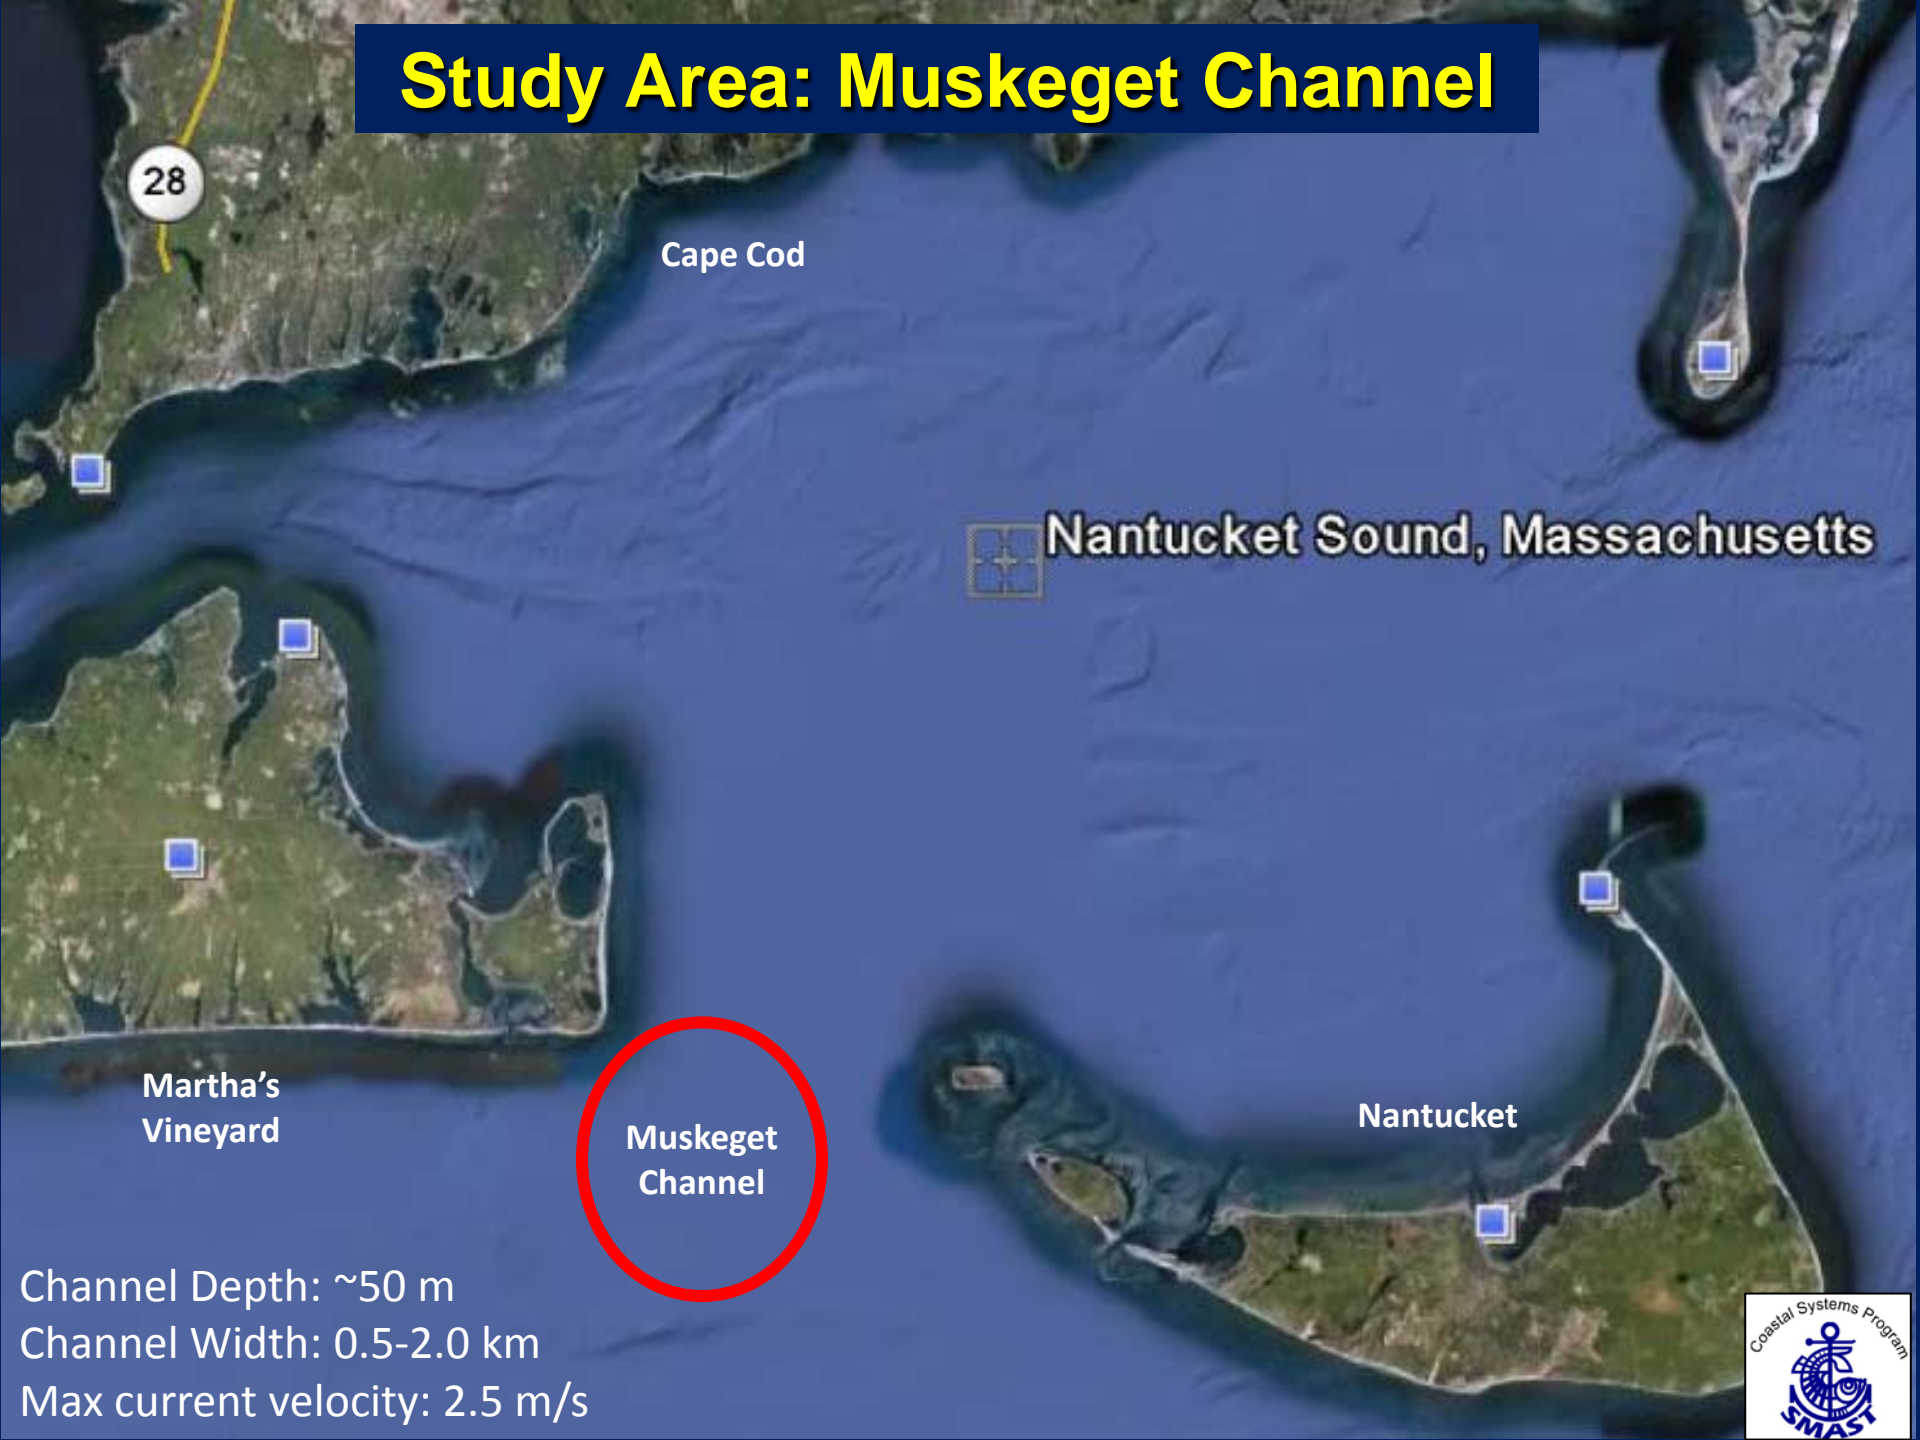 Study Area: Muskeget Channel
28
Cape Cod
Nantucket Sound, Massachusetts
Martha’s
Vineyard
Muskeget
Channel
Nantucket
Channel Depth: ~50 m
Channel Width: 0.5-2.0 km
Max current velocity: 2.5 m/s
Coastal Systems Program
SMAST